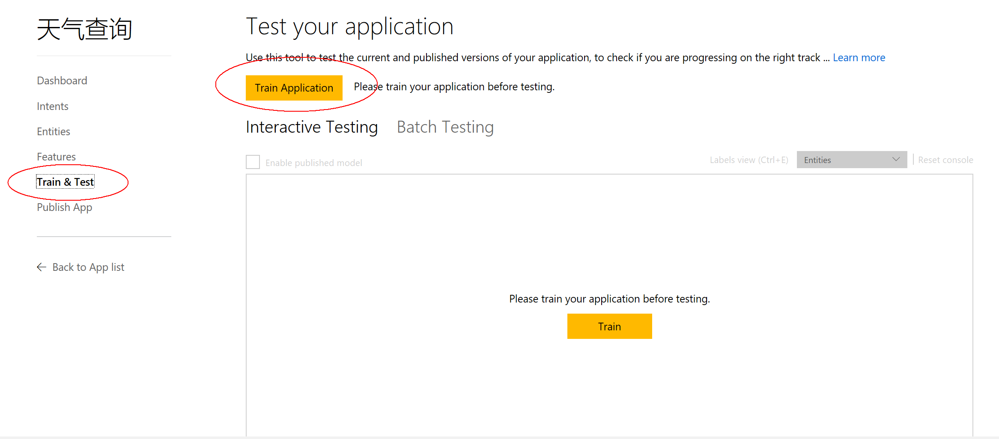 天气查询
Dashboard
Intents
Entities
Features
Train & Test
Publish App
Back to App list
Test your application
Use this tool to test the current and published versions of your application, to check if you are progressing on the right track ... Learn more
Train Application
Please train your application before testing.
Interactive Testing
Batch Testing
Enable published model
Labels view (Ctrl+E)
Entities
Reset console
Please train your application before testing.
Train